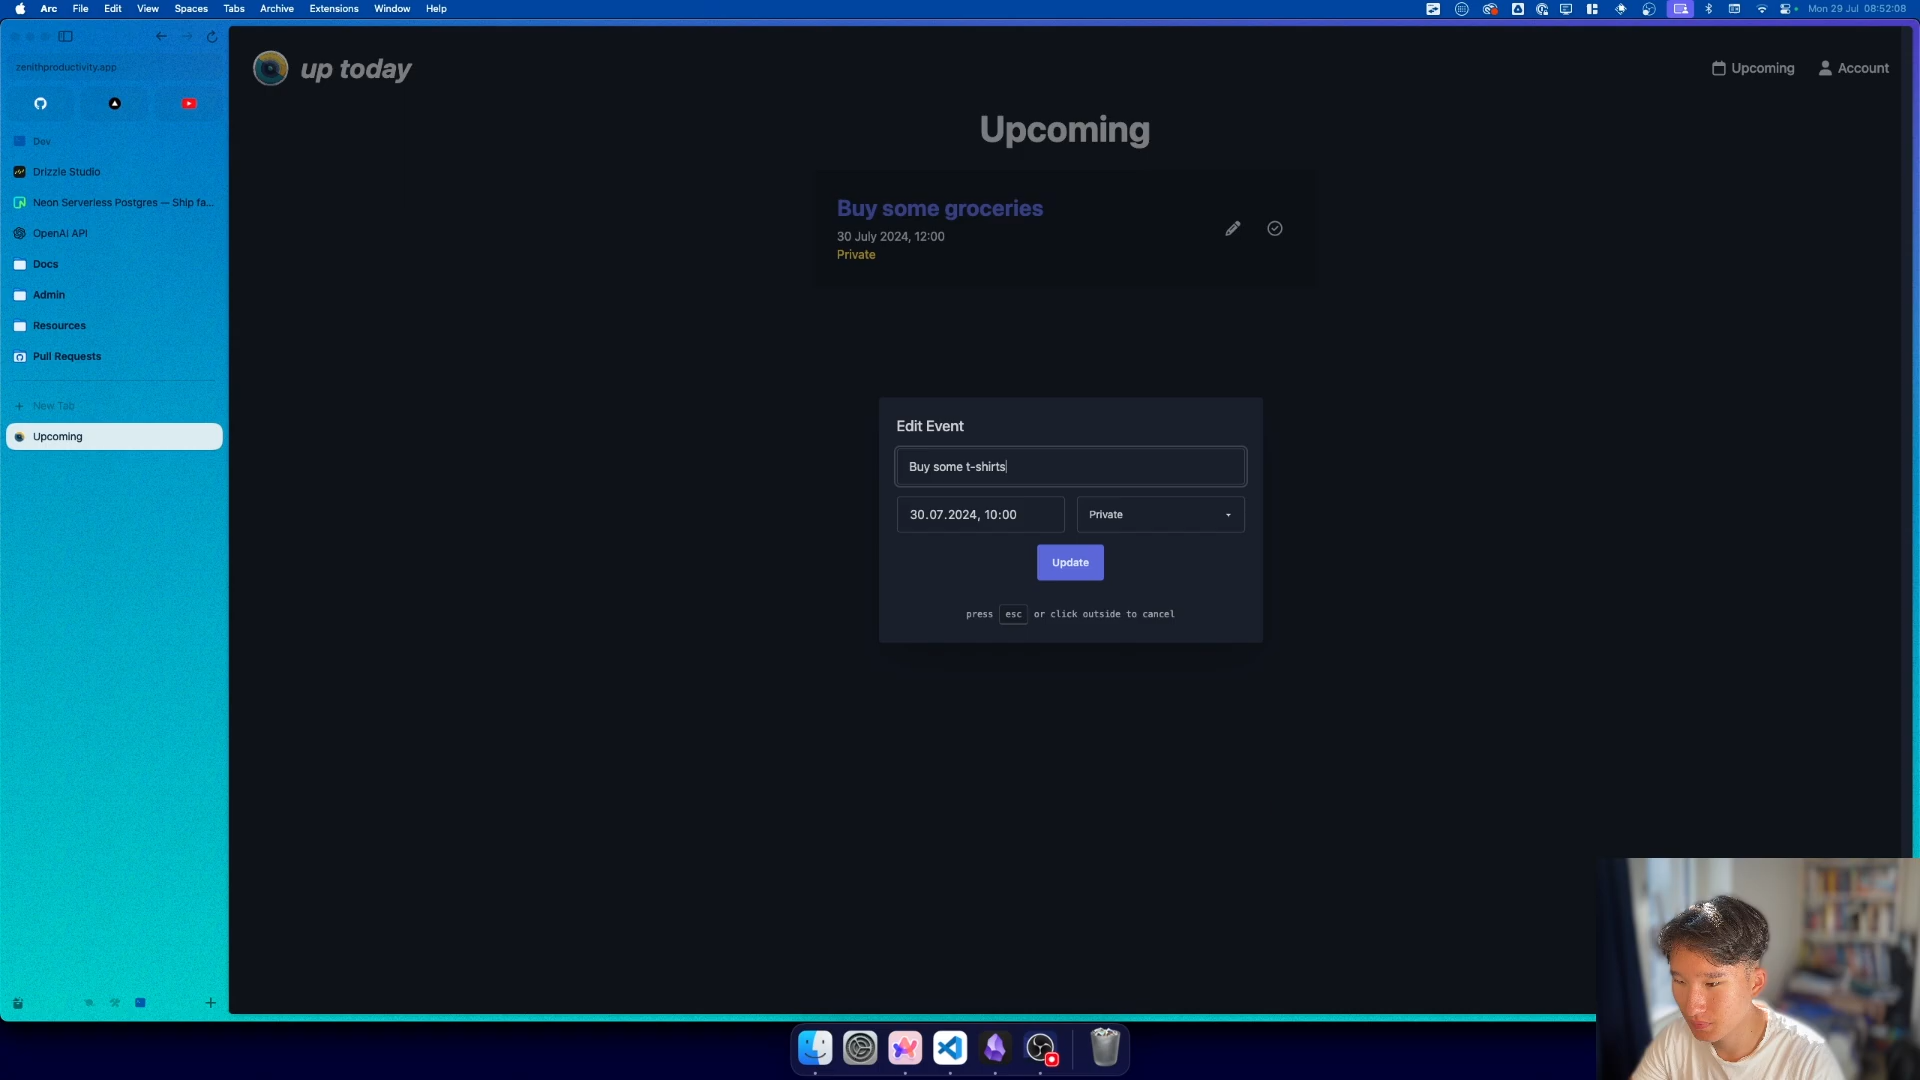 Arc File Edit View Spaces Tabs Archive Extensions Window Help
Mon 29 Jul 08:52:08
zenithproductivity.app
Dev
Drizzle Studio
Neon Serverless Postgres — Ship fa...
OpenAI API
Docs
Admin
Resources
Pull Requests
New Tab
Upcoming
up today
Upcoming
Account
Upcoming
Buy some groceries
30 July 2024, 12:00
Private
Edit Event
Buy some t-shirts
30.07.2024, 10:00
Private
Update
press esc or click outside to cancel